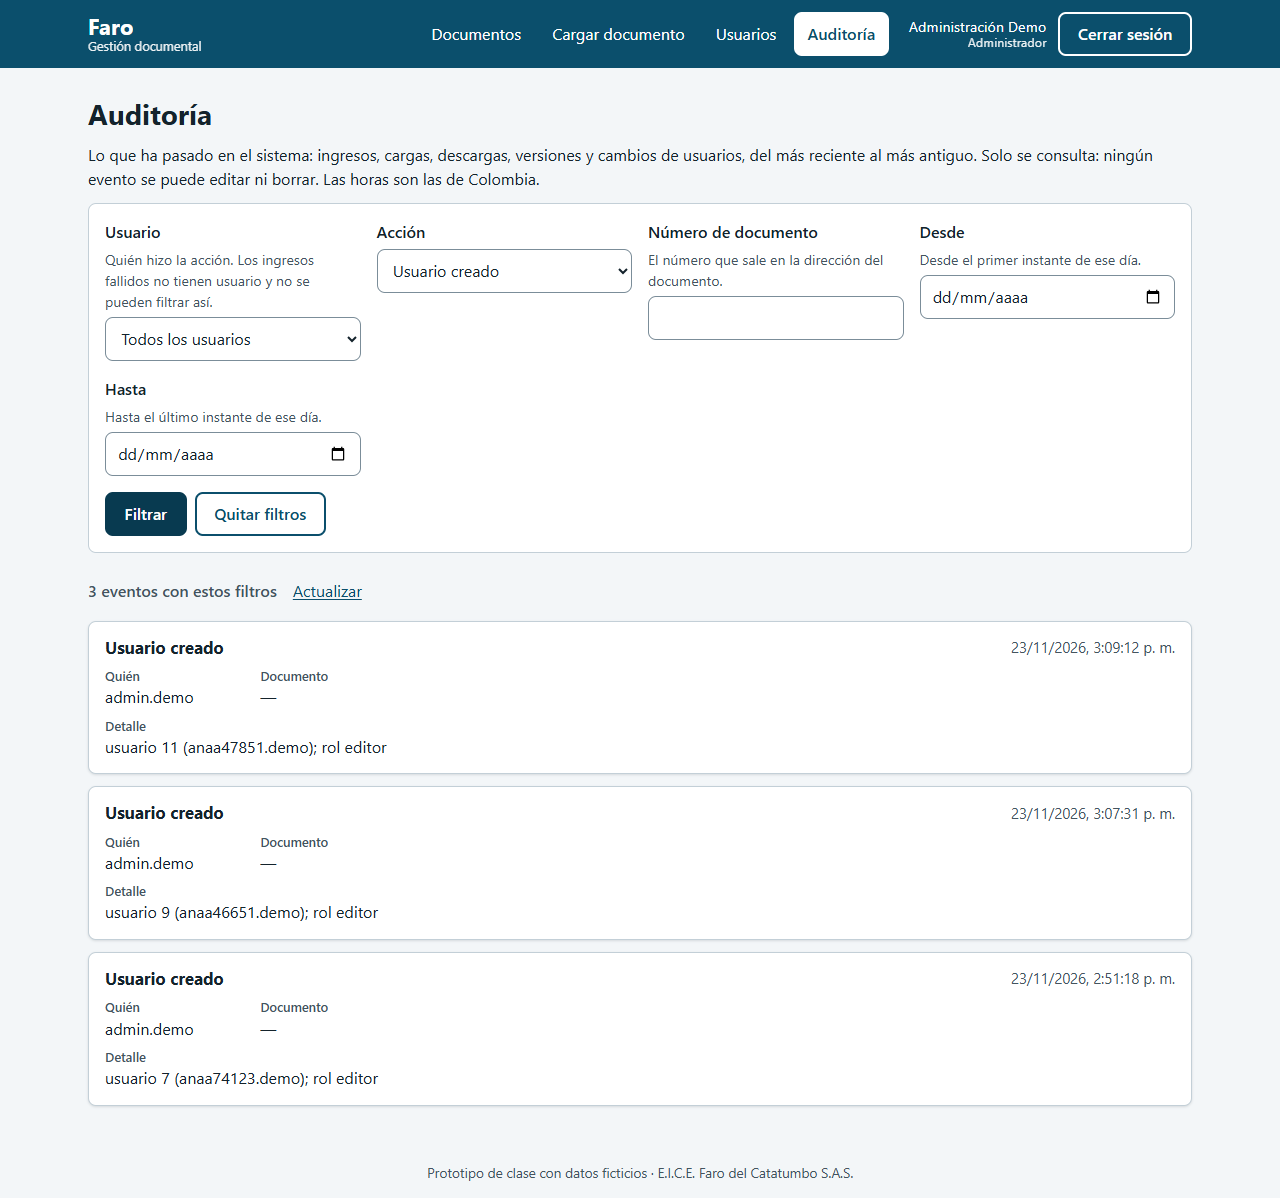 Faro
Gestión documental
Documentos
Cargar documento
Usuarios
Auditoría
Administración Demo
Administrador
Cerrar sesión
Auditoría
Lo que ha pasado en el sistema: ingresos, cargas, descargas, versiones y cambios de usuarios, del más reciente al más antiguo. Solo se consulta: ningún
evento se puede editar ni borrar. Las horas son las de Colombia.
Usuario
Quién hizo la acción. Los ingresos
fallidos no tienen usuario y no se
pueden filtrar así.
Todos los usuarios
Acción
Usuario creado
Número de documento
El número que sale en la dirección del
documento.
Desde
Desde el primer instante de ese día.
dd/mm/aaaa
Hasta
Hasta el último instante de ese día.
dd/mm/aaaa
Filtrar
Quitar filtros
3 eventos con estos filtros
Actualizar
Usuario creado
23/11/2026, 3:09:12 p. m.
Quién
Documento
admin.demo
—
Detalle
usuario 11 (anaa47851.demo); rol editor
Usuario creado
23/11/2026, 3:07:31 p. m.
Quién
Documento
admin.demo
—
Detalle
usuario 9 (anaa46651.demo); rol editor
Usuario creado
23/11/2026, 2:51:18 p. m.
Quién
Documento
admin.demo
—
Detalle
usuario 7 (anaa74123.demo); rol editor
Prototipo de clase con datos ficticios · E.I.C.E. Faro del Catatumbo S.A.S.